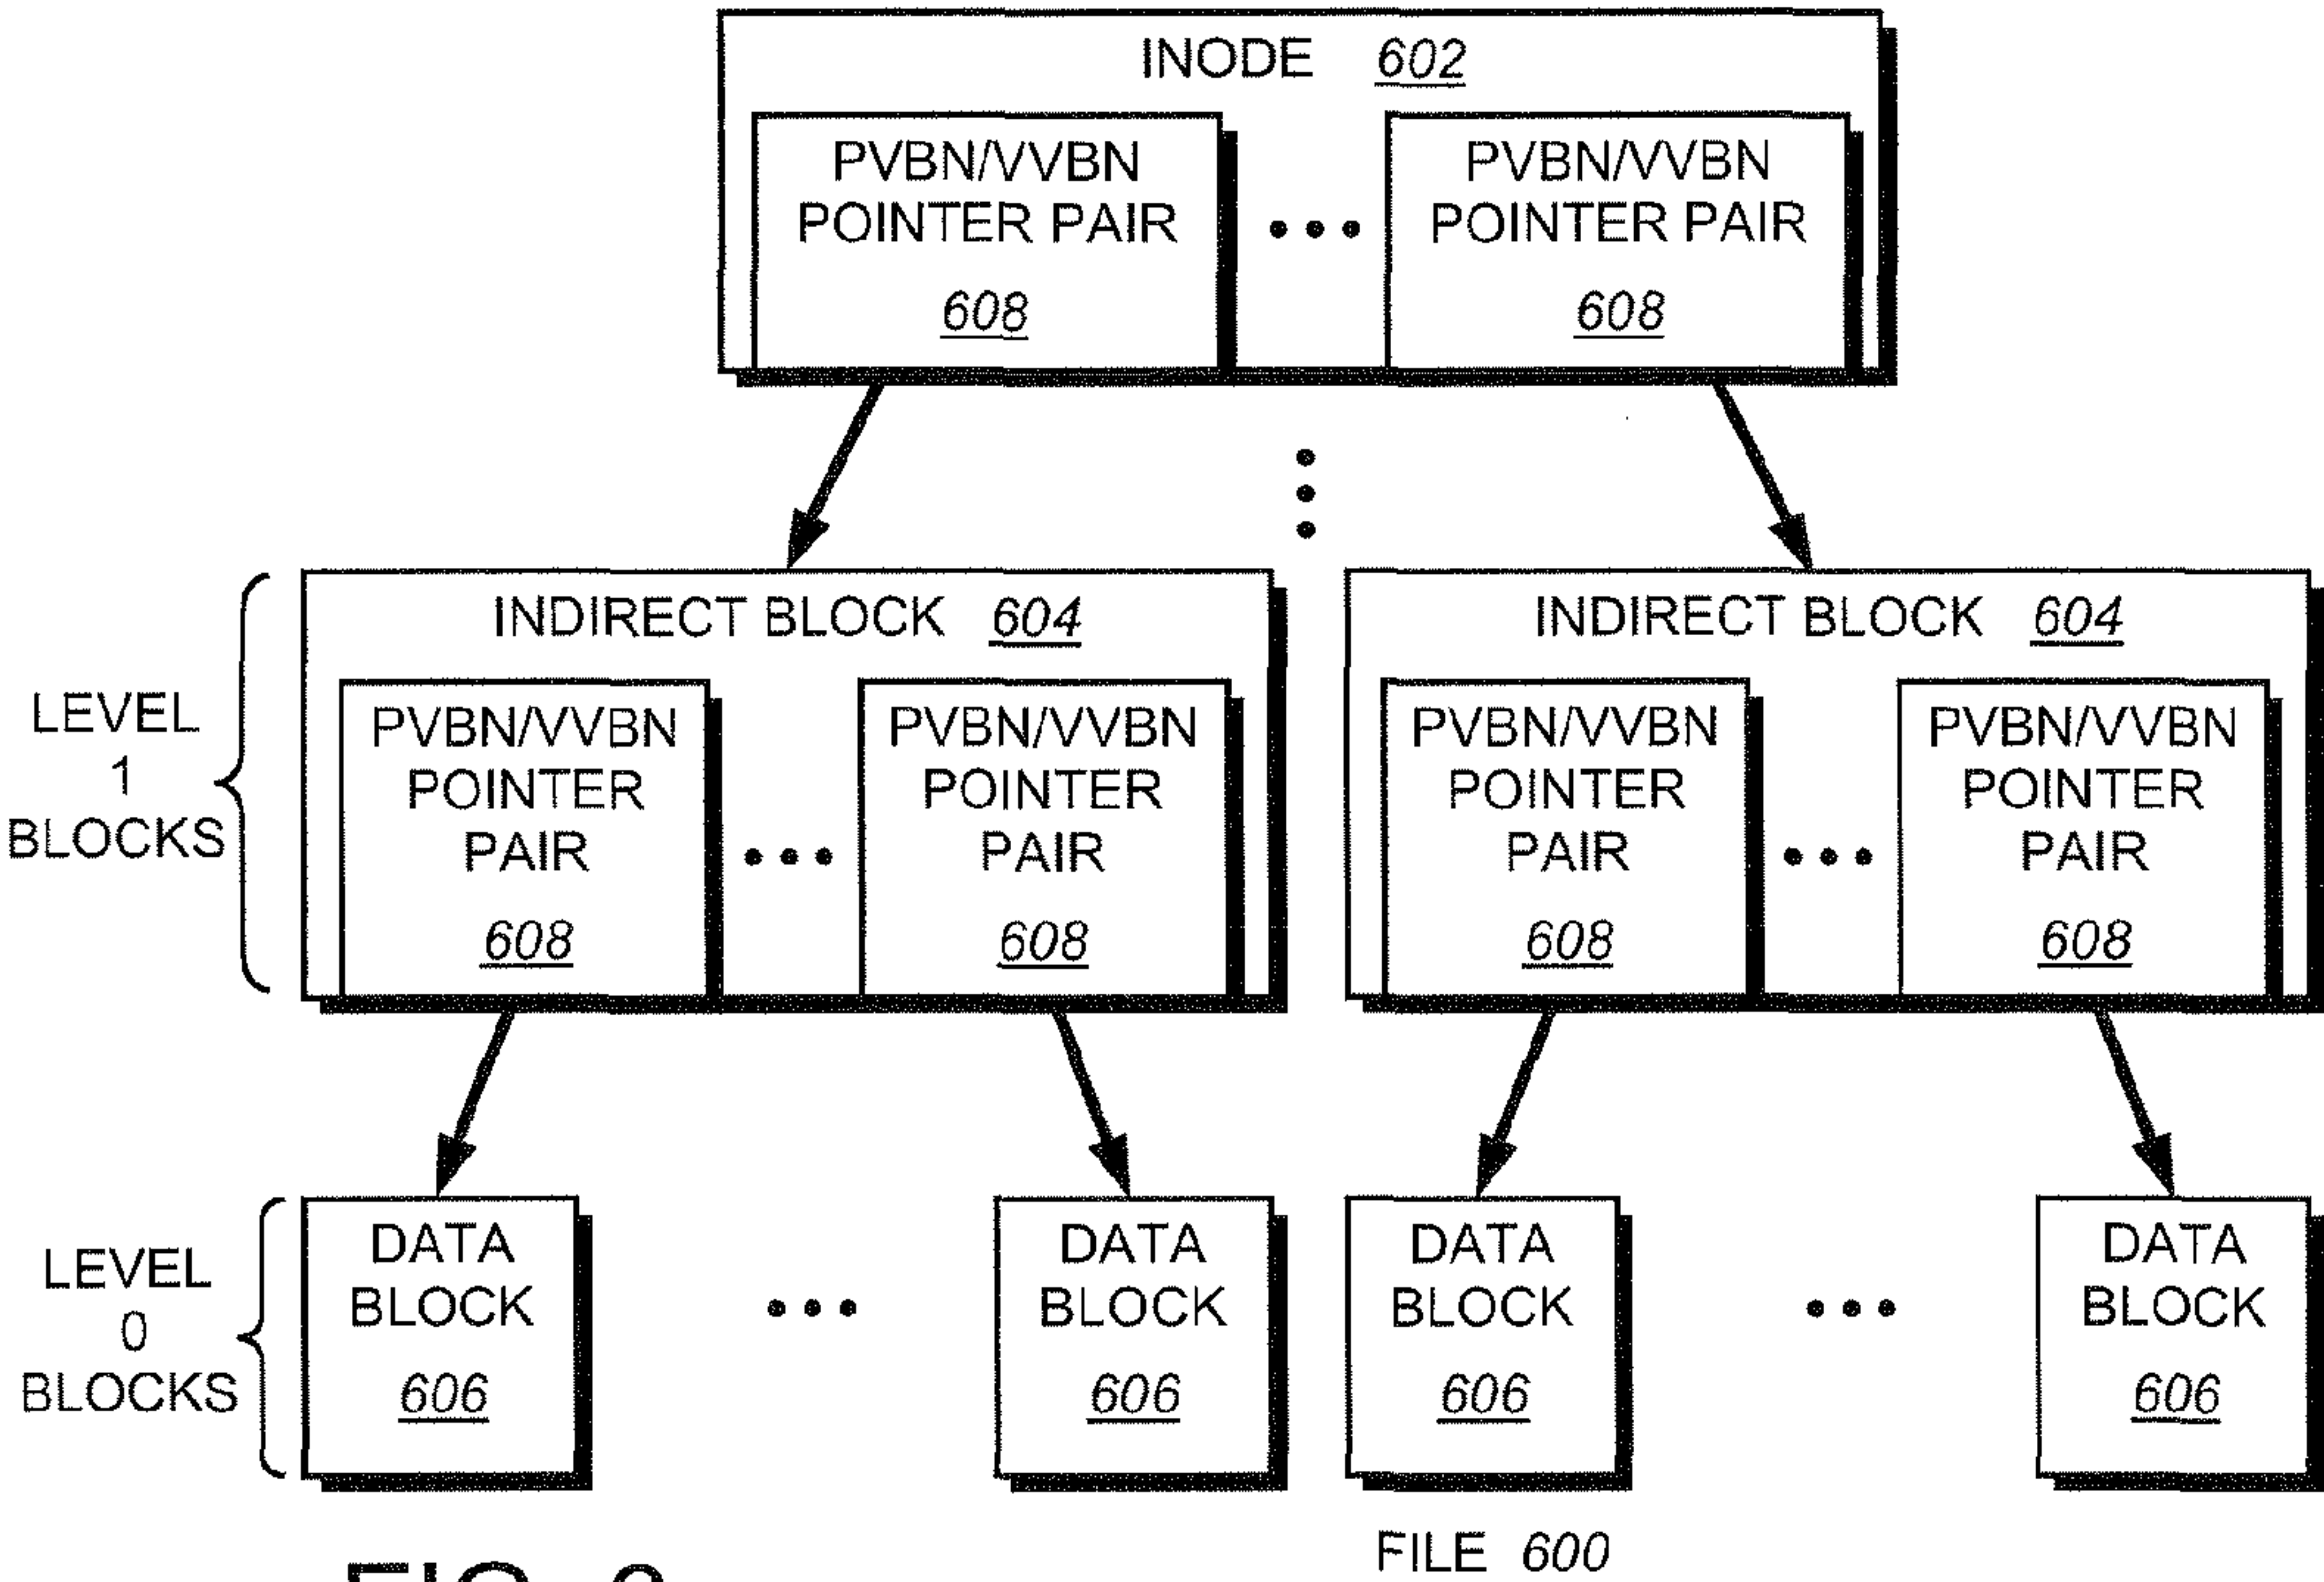 INODE 602
PVBN/VVBN
POINTER PAIR
608
PVBN/VVBN
POINTER PAIR
608
LEVEL
1
BLOCKS
INDIRECT BLOCK 604
PVBN/VVBN
POINTER
PAIR
608
PVBN/VVBN
POINTER
PAIR
608
INDIRECT BLOCK 604
PVBN/VVBN
POINTER
PAIR
608
PVBN/VVBN
POINTER
PAIR
608
LEVEL
0
BLOCKS
DATA
BLOCK
606
DATA
BLOCK
606
DATA
BLOCK
606
DATA
BLOCK
606
FILE 600